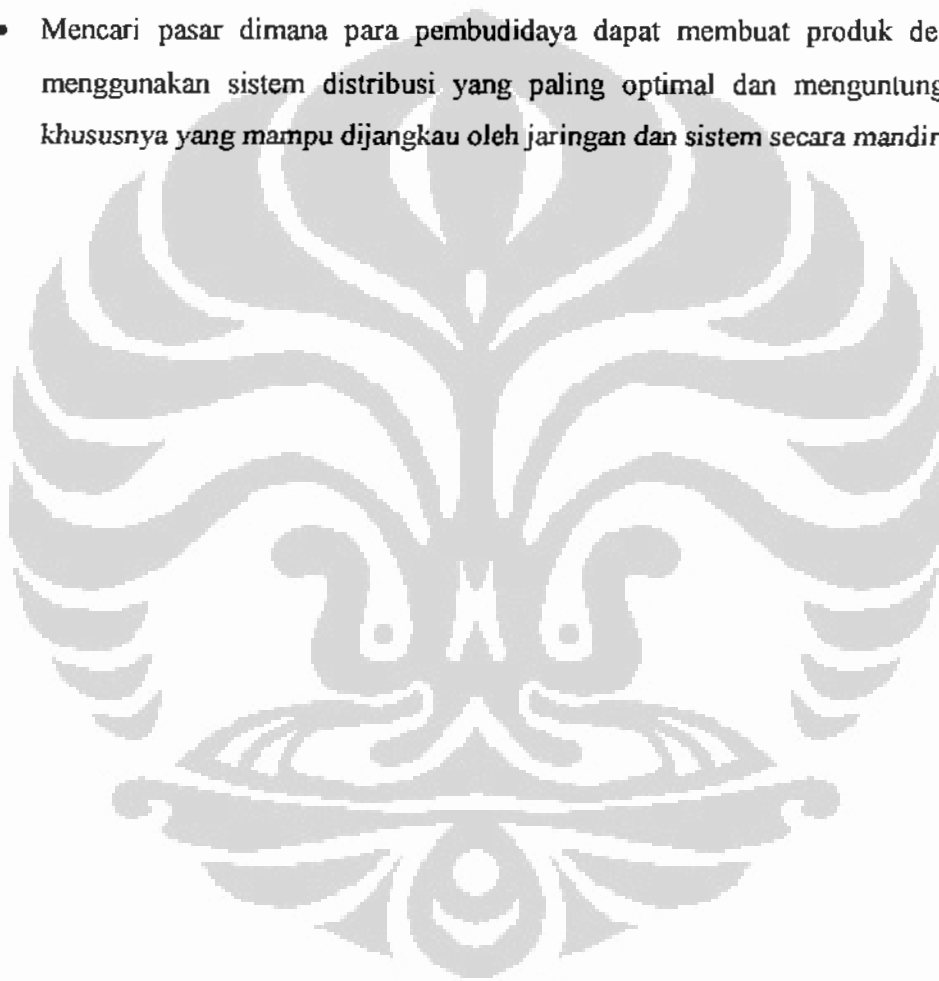 • Mencari pasar dimana para pembudidaya dapat membuat produk de
menggunakan sistem distribusi yang paling optimal dan menguntung
khususnya yang mampu dijangkau oleh jaringan dan sistem secara mandir